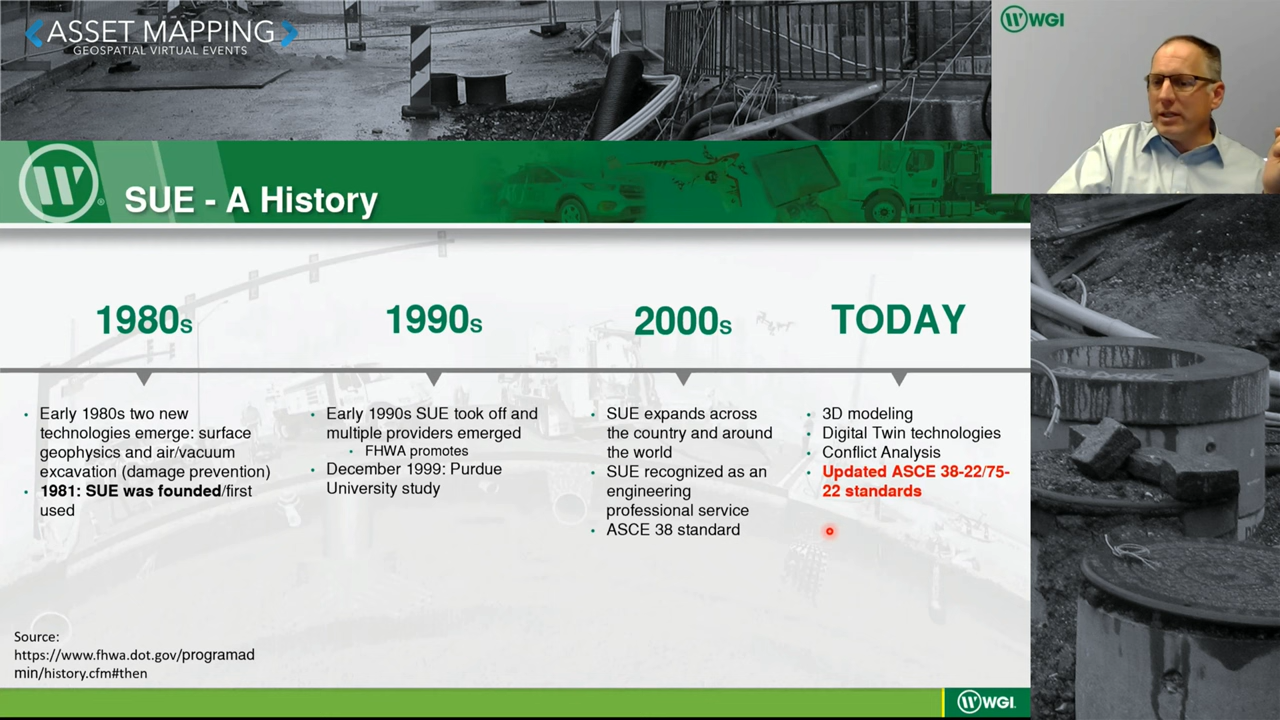 ASSET MAPPING
GEOSPATIAL VIRTUAL EVENTS
WGI
SUE - A History
1980s
1990s
2000s
TODAY
• Early 1980s two new
technologies emerge: surface
geophysics and air/vacuum
excavation (damage prevention)
• 1981: SUE was founded/first
used
• Early 1990s SUE took off and
multiple providers emerged
• FHWA promotes
• December 1999: Purdue
University study
• SUE expands across
the country and around
the world
• SUE recognized as an
engineering
professional service
• ASCE 38 standard
• 3D modeling
• Digital Twin technologies
• Conflict Analysis
• Updated ASCE 38-22/75-
22 standards
Source:
https://www.fhwa.dot.gov/programad
min/history.cfm#then
WGI